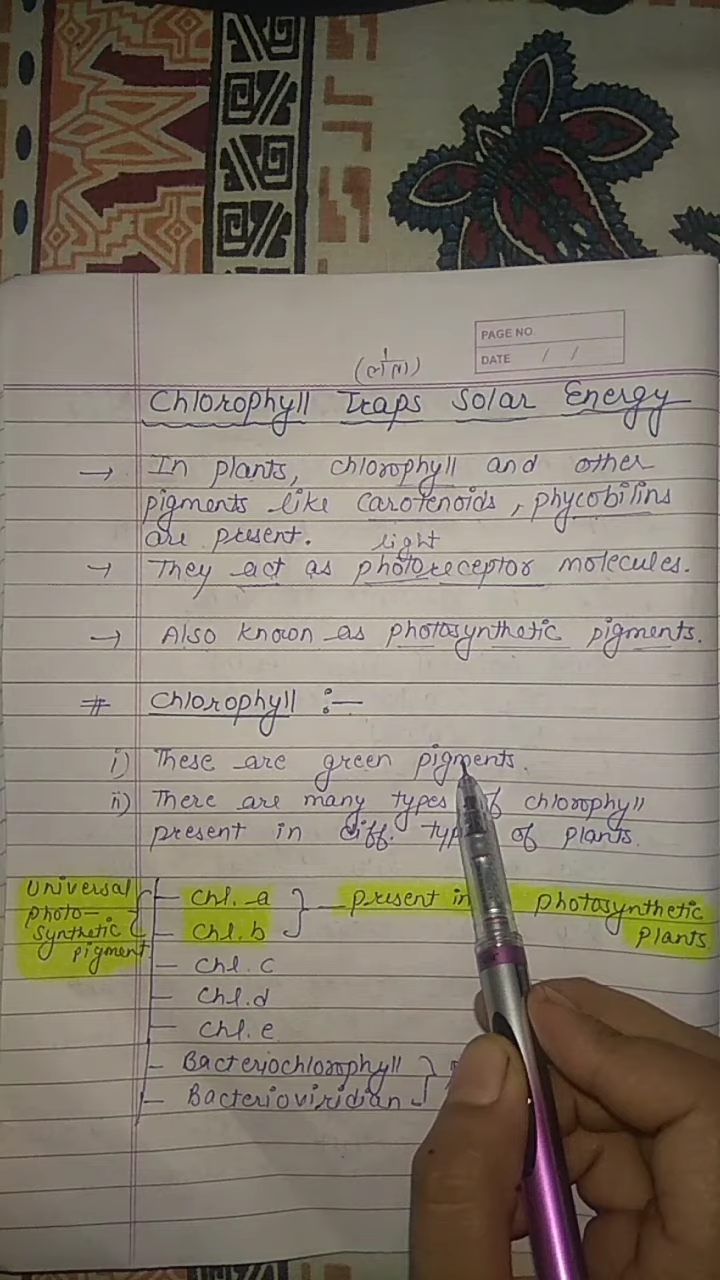 PAGE NO.
DATE / /
Chlorophyll Traps Solar Energy
→ In plants, chlorophyll and other
pigments like carotenoids, phycobilins
are present.
light
→ They act as photoreceptor molecules.
→ Also known as photosynthetic pigments.
# Chlorophyll :-
i) These are green pigments.
ii) There are many types of chlorophyll
present in diff. types of plants.
Universal
Photo-
synthetic
pigment
- Chl. a } - present in photosynthetic
- Chl. b plants
- Chl. c
- Chl. d
- Chl. e
- Bacteriochlorophyll }
- Bacterioviridian